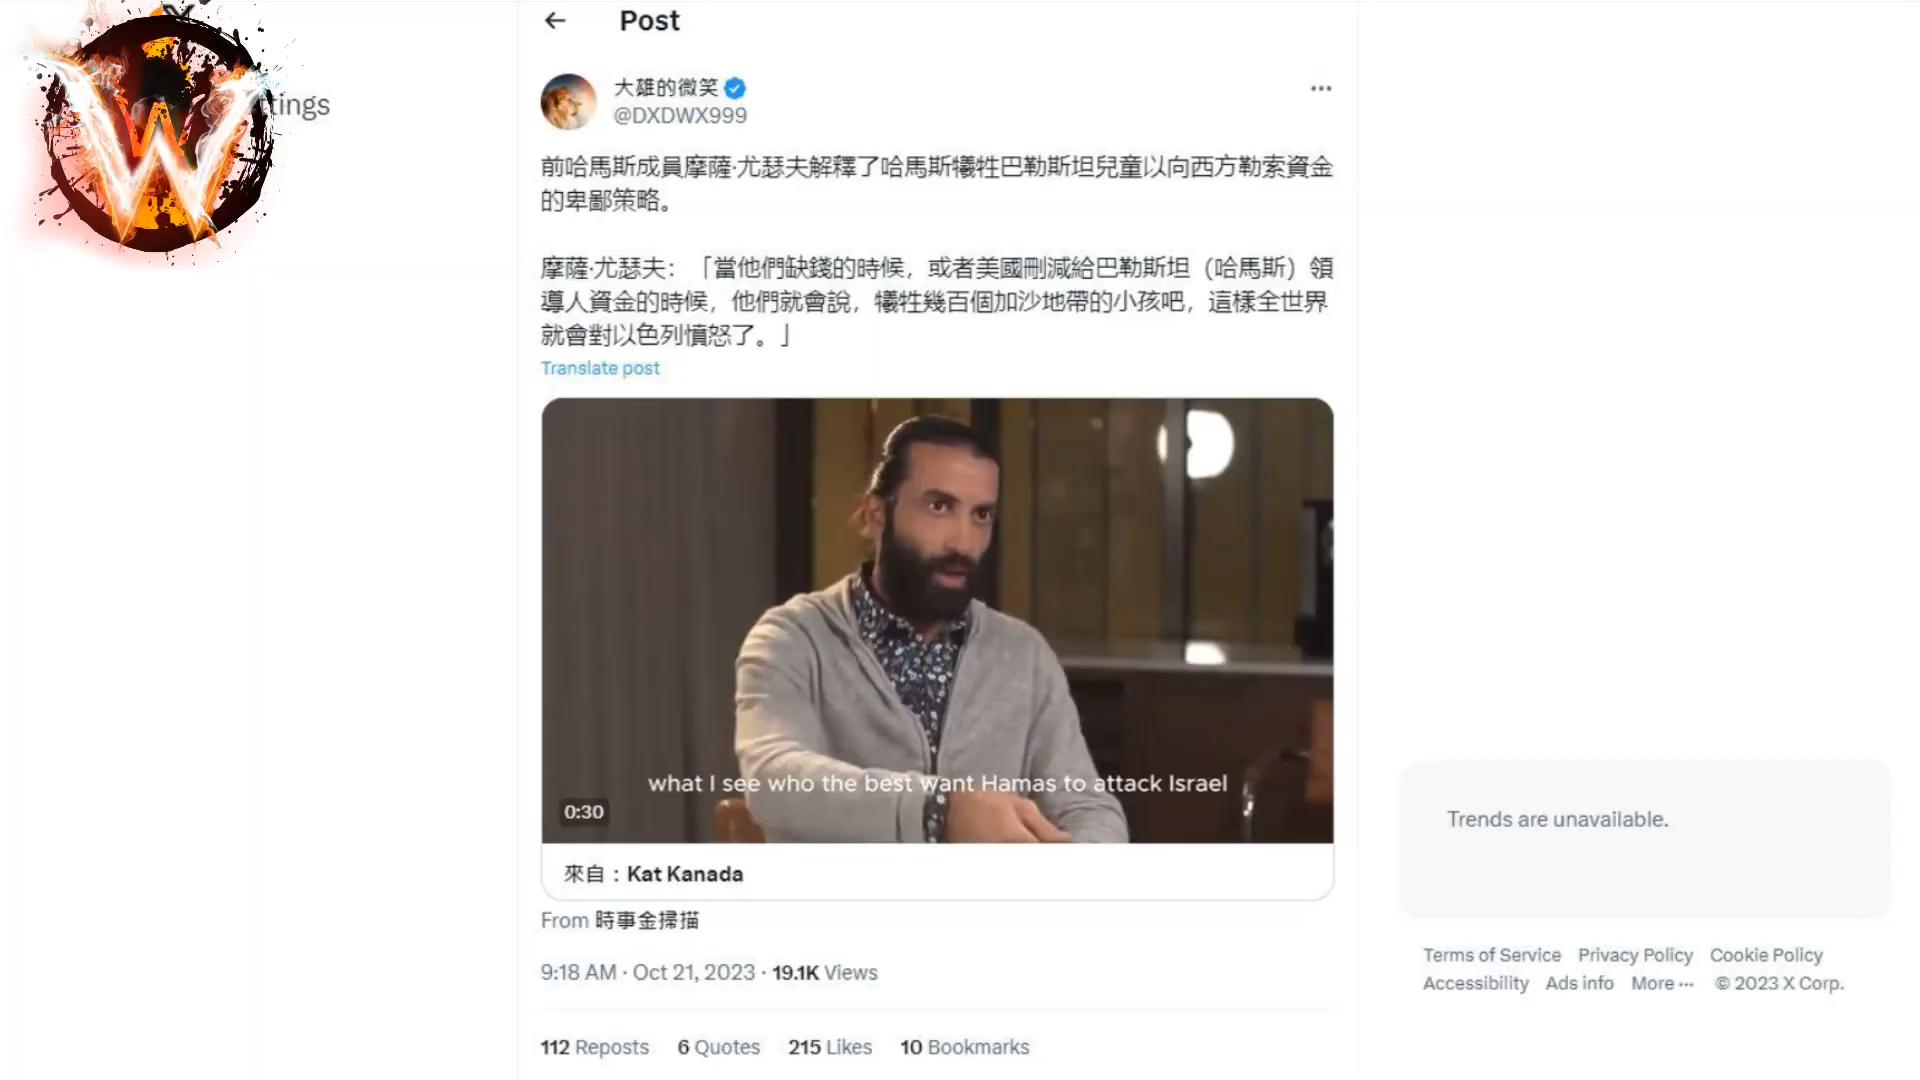 Post
ttings
大雄的微笑
@DXDWX999
前哈馬斯成員摩薩·尤瑟夫解釋了哈馬斯犧牲巴勒斯坦兒童以向西方勒索資金
的卑鄙策略。
摩薩·尤瑟夫：「當他們缺錢的時候，或者美國刪減給巴勒斯坦（哈馬斯）領
導人資金的時候，他們就會說，犧牲幾百個加沙地帶的小孩吧，這樣全世界
就會對以色列憤怒了。」
Translate post
what I see who the best want Hamas to attack Israel
0:30
來自：Kat Kanada
From 時事金掃描
9:18 AM · Oct 21, 2023 · 19.1K Views
112 Reposts 6 Quotes 215 Likes 10 Bookmarks
Trends are unavailable.
Terms of Service Privacy Policy Cookie Policy
Accessibility Ads info More ··· © 2023 X Corp.
W